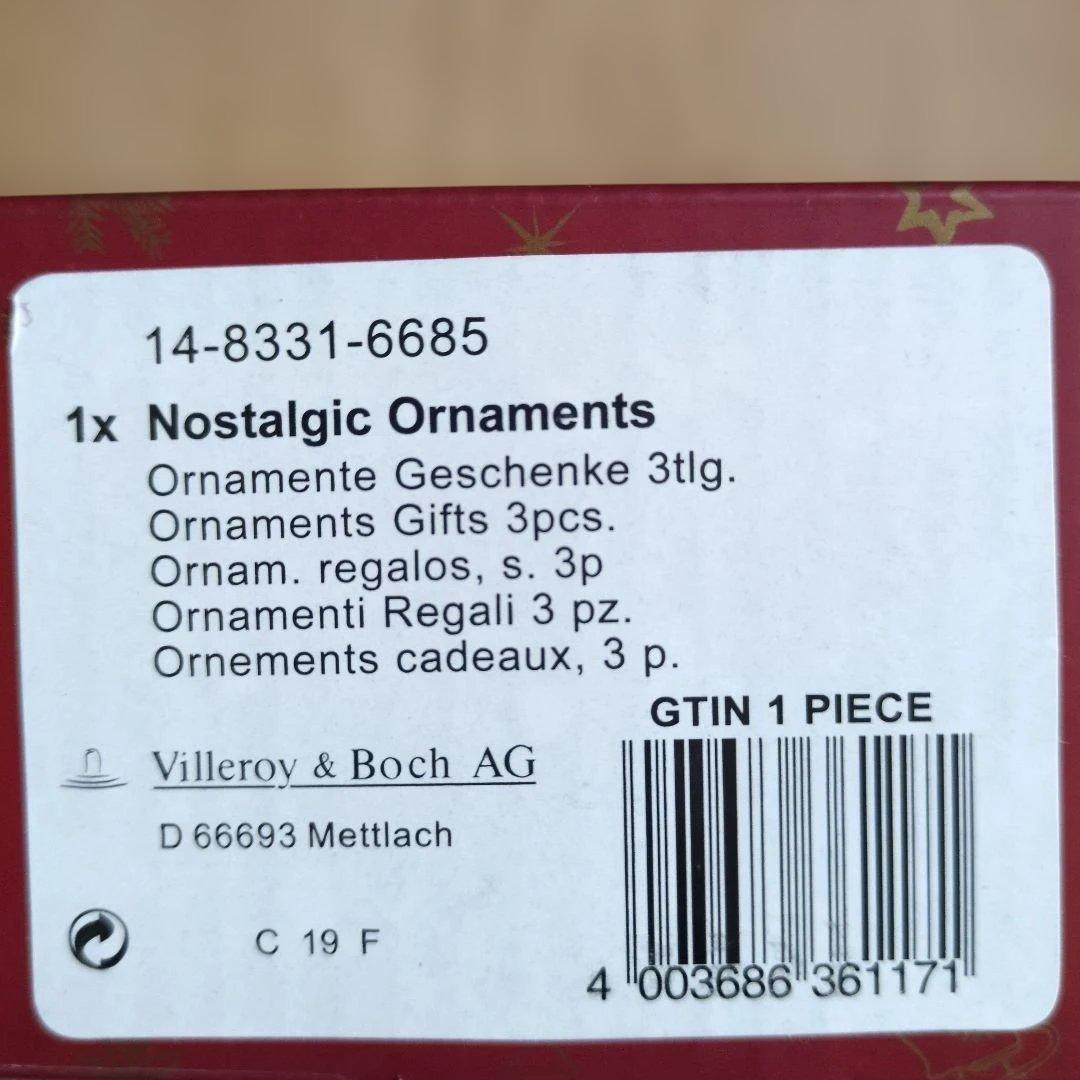 14-8331-6685
1x Nostalgic Ornaments
Ornamente Geschenke 3tlg.
Ornaments Gifts 3pcs.
Ornam. regalos, s. 3p
Ornamenti Regali 3 pz.
Ornements cadeaux, 3 p.
GTIN 1 PIECE
Villeroy & Boch AG
D 66693 Mettlach
C 19 F
4 003686 361171